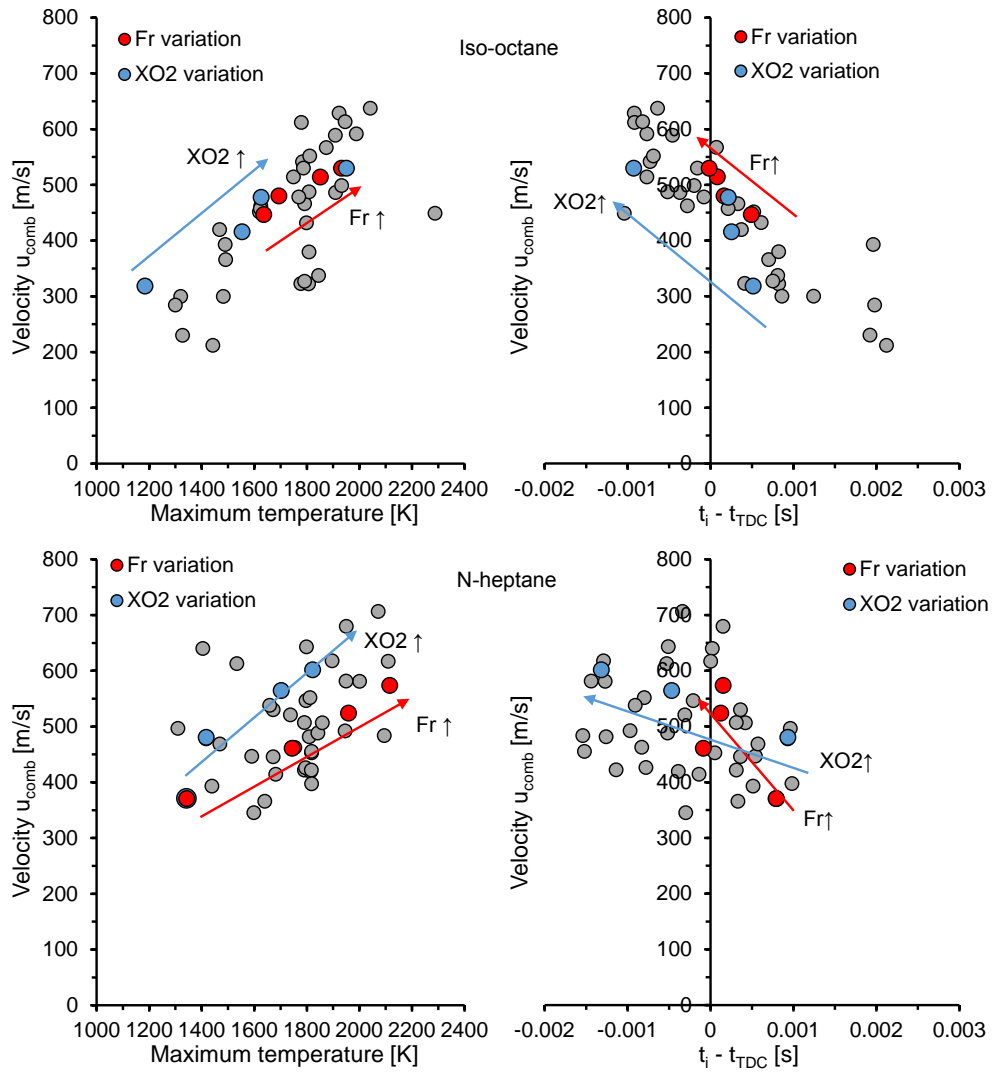 Iso-octane
800
700
600
500
400
300
200
100
0
Velocity u_comb [m/s]
Fr variation
XO2 variation
XO2 ↑
Fr ↑
1000 1200 1400 1600 1800 2000 2200 2400
Maximum temperature [K]
800
700
600
500
400
300
200
100
0
Velocity u_comb [m/s]
Fr variation
XO2 variation
Fr↑
XO2↑
-0.002 -0.001 0 0.001 0.002 0.003
t_i - t_TDC [s]
N-heptane
800
700
600
500
400
300
200
100
0
Velocity u_comb [m/s]
Fr variation
XO2 variation
XO2 ↑
Fr ↑
1000 1200 1400 1600 1800 2000 2200 2400
Maximum temperature [K]
800
700
600
500
400
300
200
100
0
Velocity u_comb [m/s]
Fr variation
XO2 variation
XO2↑
Fr↑
-0.002 -0.001 0 0.001 0.002 0.003
t_i - t_TDC [s]